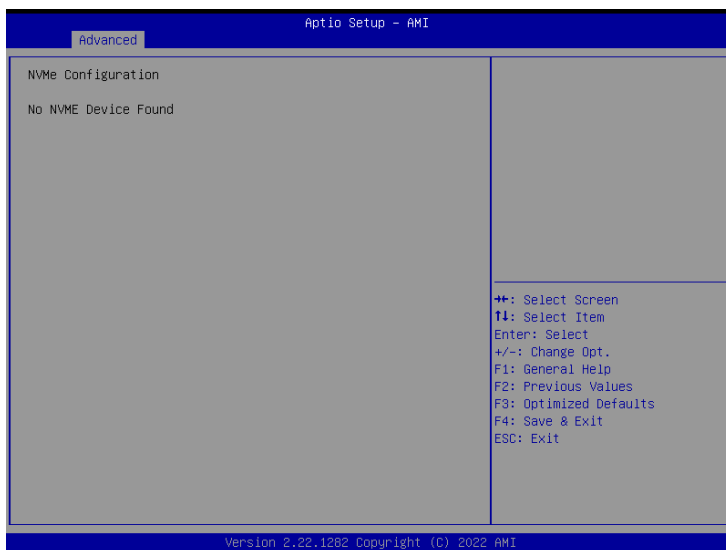 Aptio Setup - AMI
Advanced
NVMe Configuration
No NVME Device Found
→←: Select Screen
↑↓: Select Item
Enter: Select
+/-: Change Opt.
F1: General Help
F2: Previous Values
F3: Optimized Defaults
F4: Save & Exit
ESC: Exit
Version 2.22.1282 Copyright (C) 2022 AMI